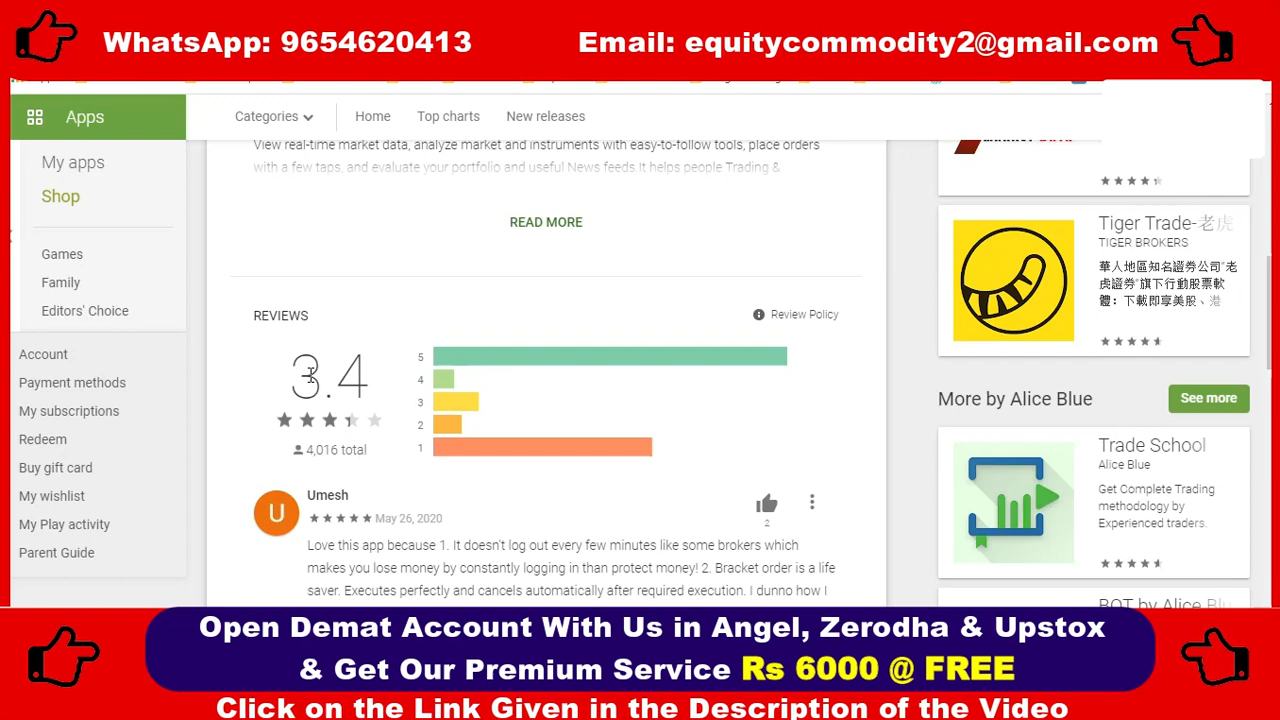 WhatsApp: 9654620413
Email: equitycommodity2@gmail.com
Apps
Categories
Home
Top charts
New releases
My apps
Shop
Games
Family
Editors' Choice
Account
Payment methods
My subscriptions
Redeem
Buy gift card
My wishlist
My Play activity
Parent Guide
View real-time market data, analyze market and instruments with easy-to-follow tools, place orders
with a few taps, and evaluate your portfolio and useful News feeds.It helps people Trading &
READ MORE
REVIEWS
Review Policy
3.4
4,016 total
5
4
3
2
1
Umesh
May 26, 2020
2
Love this app because 1. It doesn't log out every few minutes like some brokers which
makes you lose money by constantly logging in than protect money! 2. Bracket order is a life
saver. Executes perfectly and cancels automatically after required execution. I dunno how I
Tiger Trade-老虎
TIGER BROKERS
華人地區知名證券公司“老
虎證券”旗下行動股票軟
體：下載即享美股、港
More by Alice Blue
See more
Trade School
Alice Blue
Get Complete Trading
methodology by
Experienced traders.
BOT by Alice Blu
Open Demat Account With Us in Angel, Zerodha & Upstox
& Get Our Premium Service Rs 6000 @ FREE
Click on the Link Given in the Description of the Video